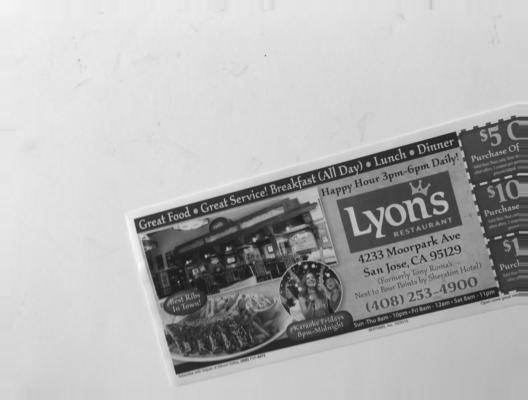 Great Food • Great Service! Breakfast (All Day) • Lunch • Dinner
Happy Hour 3pm-6pm Daily!
Lyon's
RESTAURANT
4233 Moorpark Ave
San Jose, CA 95129
(Formerly Tony Roma's...
Next to Four Points by Sheraton Hotel)
(408) 253-4900
Sun -Thu 8am - 10pm • Fri 8am - 12am • Sat 8am - 11pm
Best Ribs
In Town!
Karaoke Fridays
8pm-Midnight
$5
Purchase Of
$10
Purchase
$1
Purcha